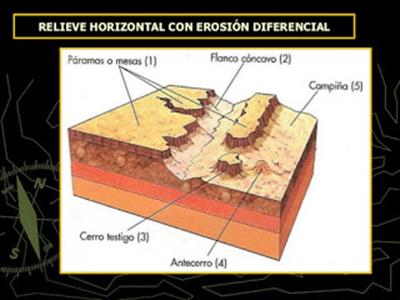 RELIEVE HORIZONTAL CON EROSIÓN DIFERENCIAL
Páramos o mesas (1)
Flanco cóncavo (2)
Campiña (5)
Cerro testigo (3)
Antecerro (4)
N
S